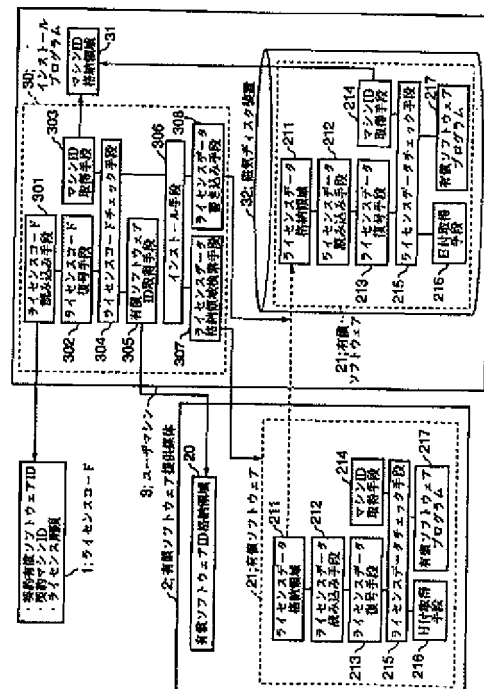 30;
インストール
プログラム
301
ライセンスコード
読み込み手段
302
ライセンスコード
復号手段
303
マシンID
取得手段
マシンID
格納領域
31
304
ライセンスコードチェック手段
305
有償ソフトウェア
ID取得手段
306
インストール手段
307
ライセンスデータ
格納領域検索手段
308
ライセンスデータ
書き込み手段
32;磁気ディスク装置
211
ライセンスデータ
格納領域
212
ライセンスデータ
読み込み手段
213
ライセンスデータ
復号手段
214
マシンID
取得手段
215
ライセンスデータチェック手段
216
日付取得
手段
217
有償ソフトウェア
プログラム
21;有償
ソフトウェア
3;ユーザマシン
・契約有償ソフトウェアID
・契約マシンID
・ライセンス期限
1;ライセンスコード
2;有償ソフトウェア提供媒体
20
有償ソフトウェアID格納領域
21;有償ソフトウェア
211
ライセンスデータ
格納領域
212
ライセンスデータ
読み込み手段
213
ライセンスデータ
復号手段
214
マシンID
取得手段
215
ライセンスデータチェック手段
216
日付取得
手段
217
有償ソフトウェア
プログラム